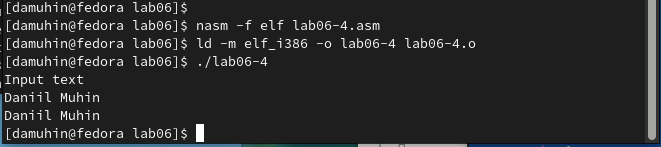 [damuhin@fedora lab06]$
[damuhin@fedora lab06]$ nasm -f elf lab06-4.asm
[damuhin@fedora lab06]$ ld -m elf_i386 -o lab06-4 lab06-4.o
[damuhin@fedora lab06]$ ./lab06-4
Input text
Daniil Muhin
Daniil Muhin
[damuhin@fedora lab06]$